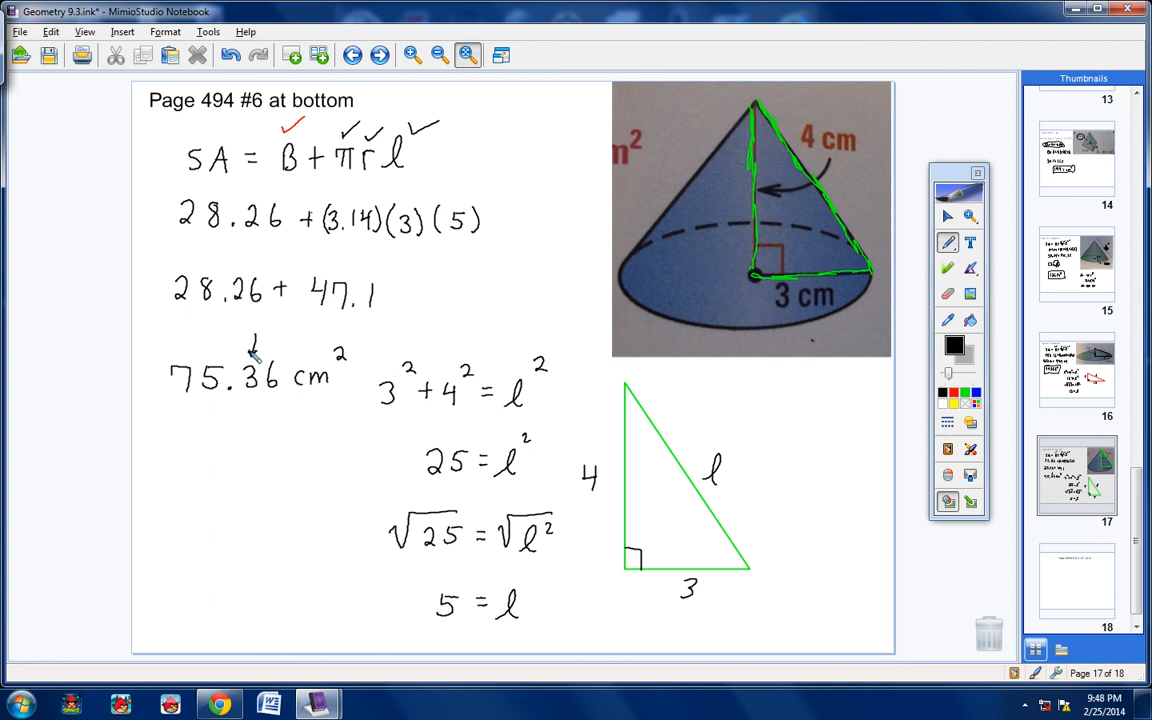 Geometry 9.3.ink* - MimioStudio Notebook
File Edit View Insert Format Tools Help
Thumbnails
Page 494 #6 at bottom
SA = B + πrl
28.26 + (3.14)(3)(5)
28.26 + 47.1
75.36 cm²
3² + 4² = l²
25 = l²
√25 = √l²
5 = l
m²
4 cm
3 cm
4
l
3
13
14
15
16
17
18
Page 17 of 18
9:48 PM
2/25/2014